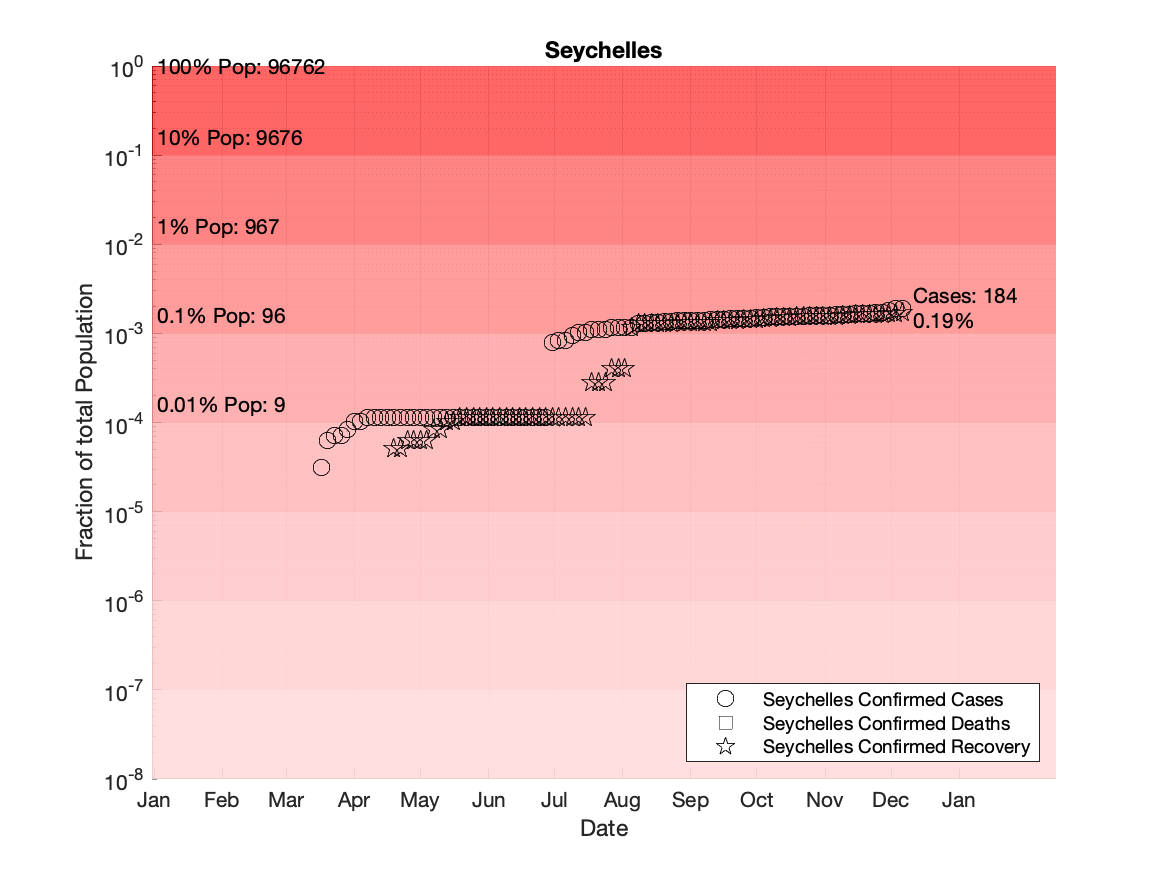 Seychelles
10^0
100% Pop: 96762
10% Pop: 9676
10^-1
1% Pop: 967
10^-2
0.1% Pop: 96
10^-3
0.01% Pop: 9
10^-4
10^-5
10^-6
10^-7
10^-8
Fraction of total Population
Cases: 184
0.19%
Seychelles Confirmed Cases
Seychelles Confirmed Deaths
Seychelles Confirmed Recovery
Jan Feb Mar Apr May Jun Jul Aug Sep Oct Nov Dec Jan
Date